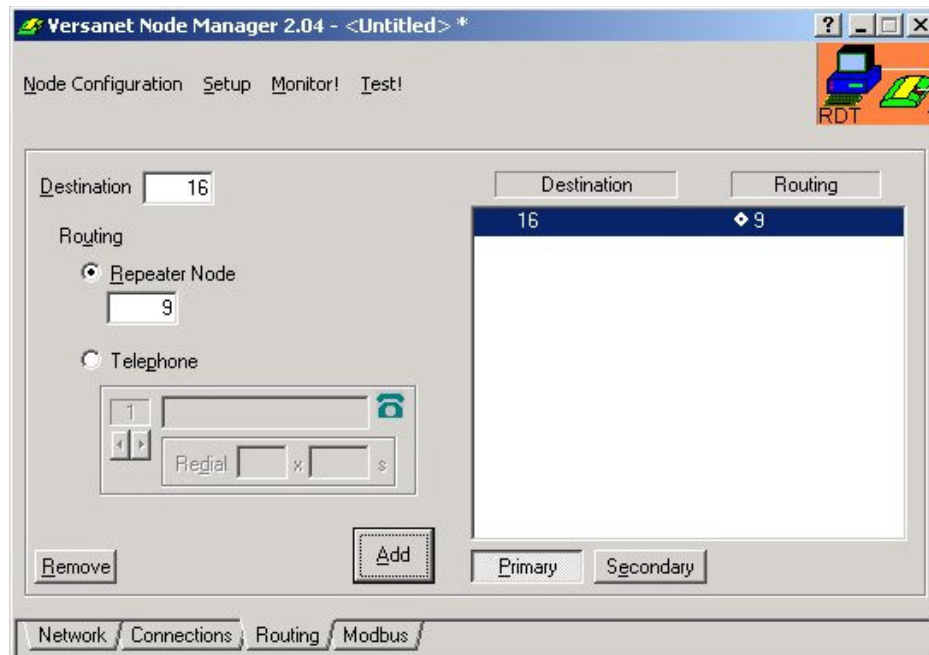 Versanet Node Manager 2.04 - <Untitled> *
Node Configuration Setup Monitor! Test!
RDT
Destination 16
Routing
Repeater Node
9
Telephone
1
Redial x s
Remove
Add
Destination Routing
16 9
Primary Secondary
Network Connections Routing Modbus